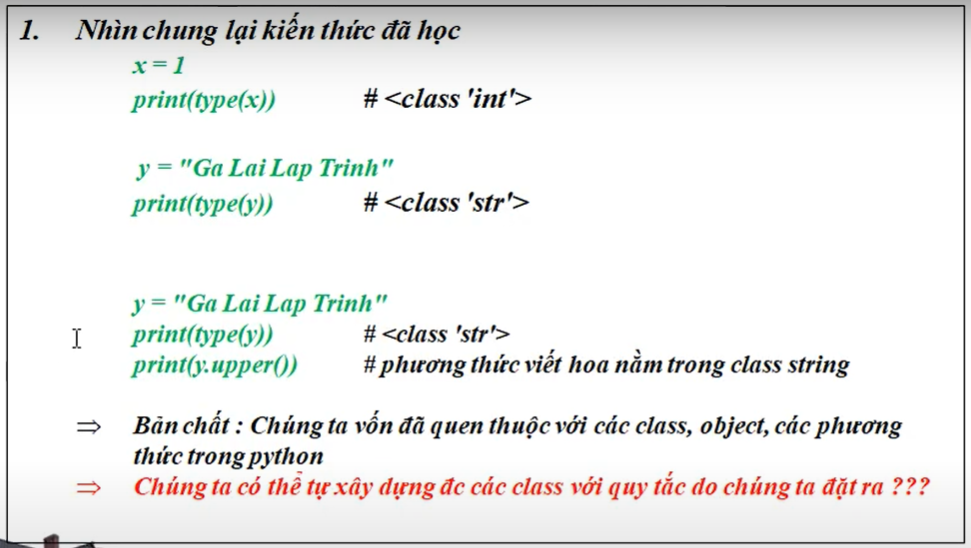 1. Nhìn chung lại kiến thức đã học
x = 1
print(type(x)) # <class 'int'>
y = "Ga Lai Lap Trinh"
print(type(y)) # <class 'str'>
y = "Ga Lai Lap Trinh"
print(type(y)) # <class 'str'>
print(y.upper()) # phương thức viết hoa nằm trong class string
⇒ Bản chất : Chúng ta vốn đã quen thuộc với các class, object, các phương
thức trong python
⇒ Chúng ta có thể tự xây dựng đc các class với quy tắc do chúng ta đặt ra ???